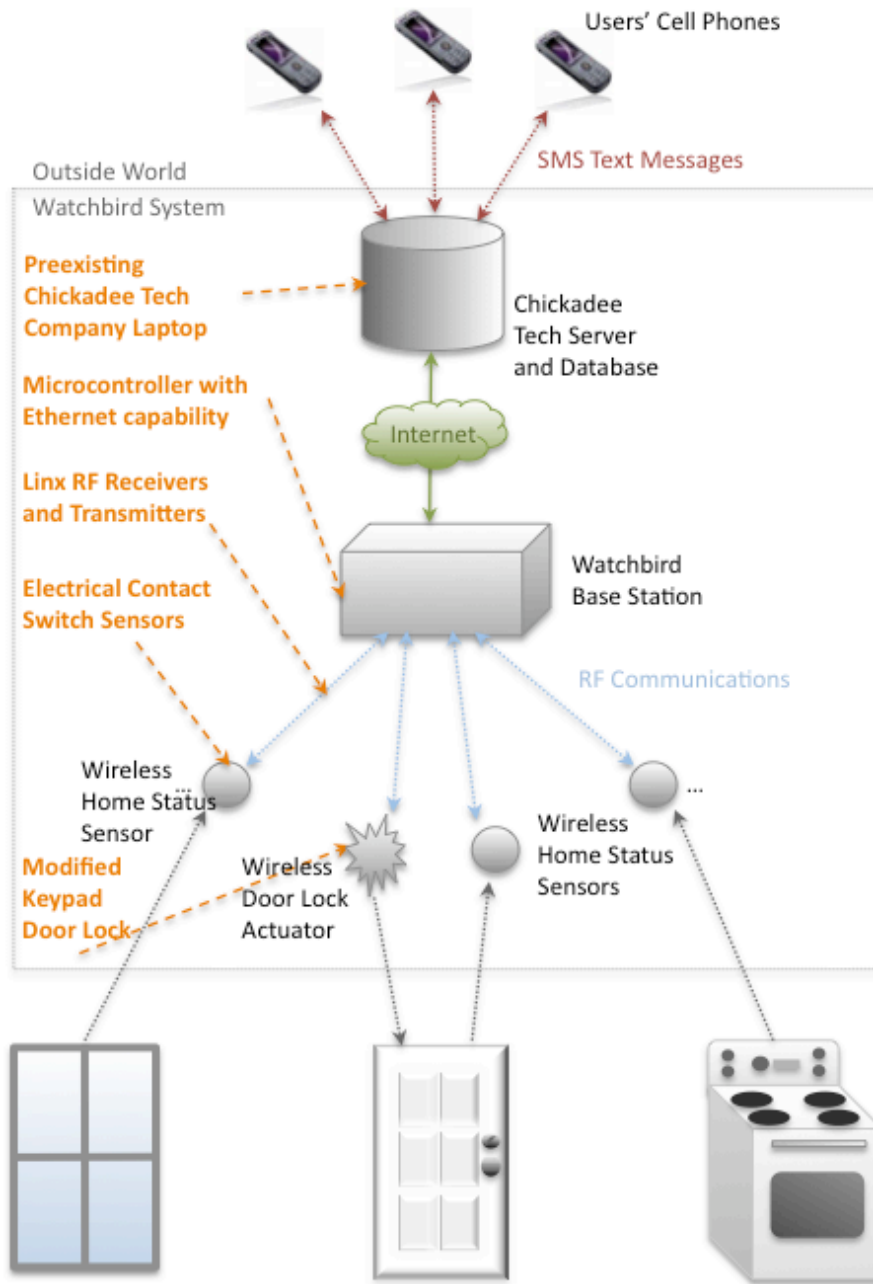 Users' Cell Phones
SMS Text Messages
Outside World
Watchbird System
Preexisting
Chickadee Tech
Company Laptop
Chickadee
Tech Server
and Database
Microcontroller with
Ethernet capability
Internet
Linx RF Receivers
and Transmitters
Watchbird
Base Station
Electrical Contact
Switch Sensors
RF Communications
Wireless
... Home Status
Sensor
...
Wireless
Home Status
Sensors
Modified
Keypad
Door Lock
Wireless
Door Lock
Actuator